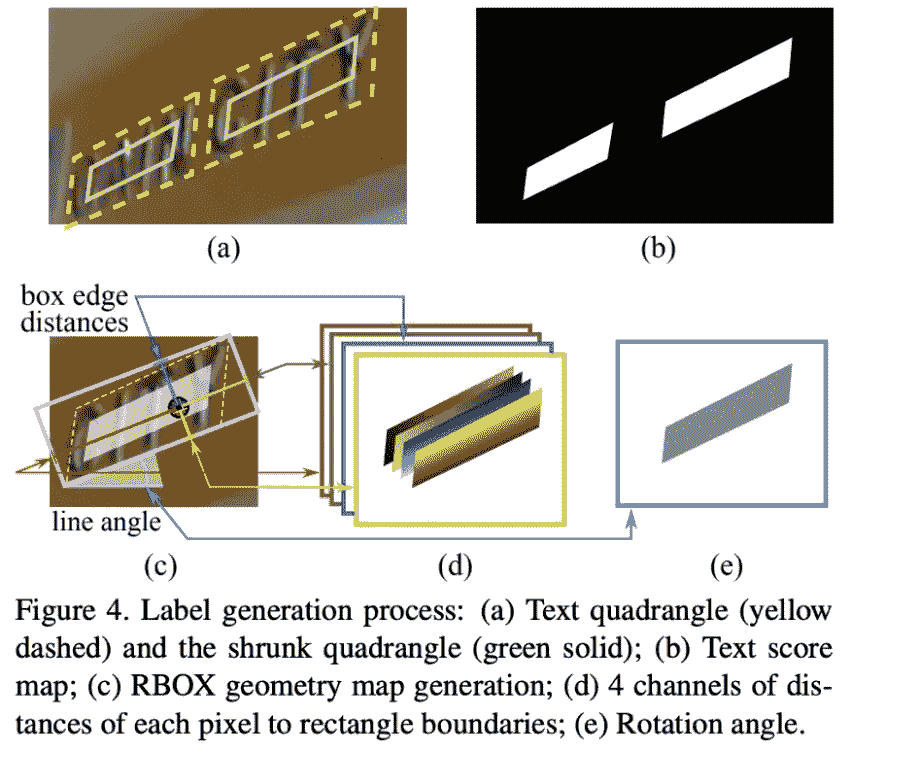 (a)
(b)
box edge
distances
line angle
(c)
(d)
(e)
Figure 4. Label generation process: (a) Text quadrangle (yellow
dashed) and the shrunk quadrangle (green solid); (b) Text score
map; (c) RBOX geometry map generation; (d) 4 channels of dis-
tances of each pixel to rectangle boundaries; (e) Rotation angle.